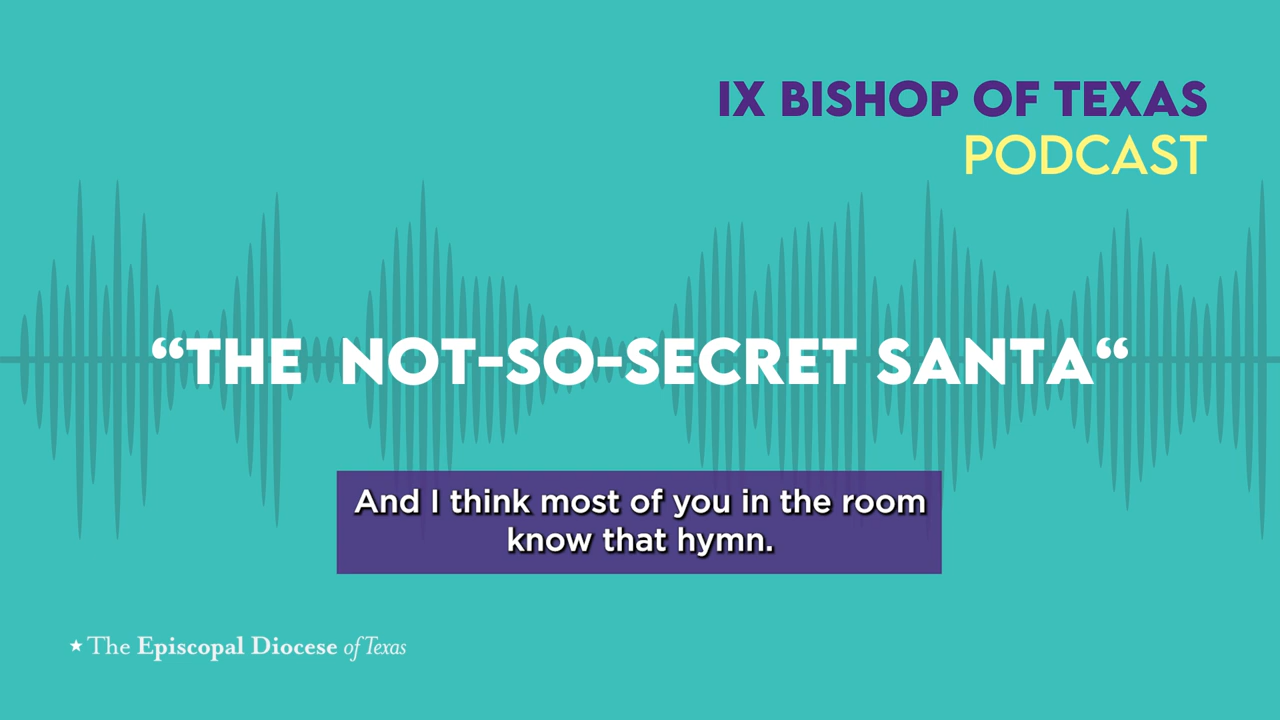 IX BISHOP OF TEXAS
PODCAST
“THE NOT-SO-SECRET SANTA“
And I think most of you in the room
know that hymn.
The Episcopal Diocese of Texas